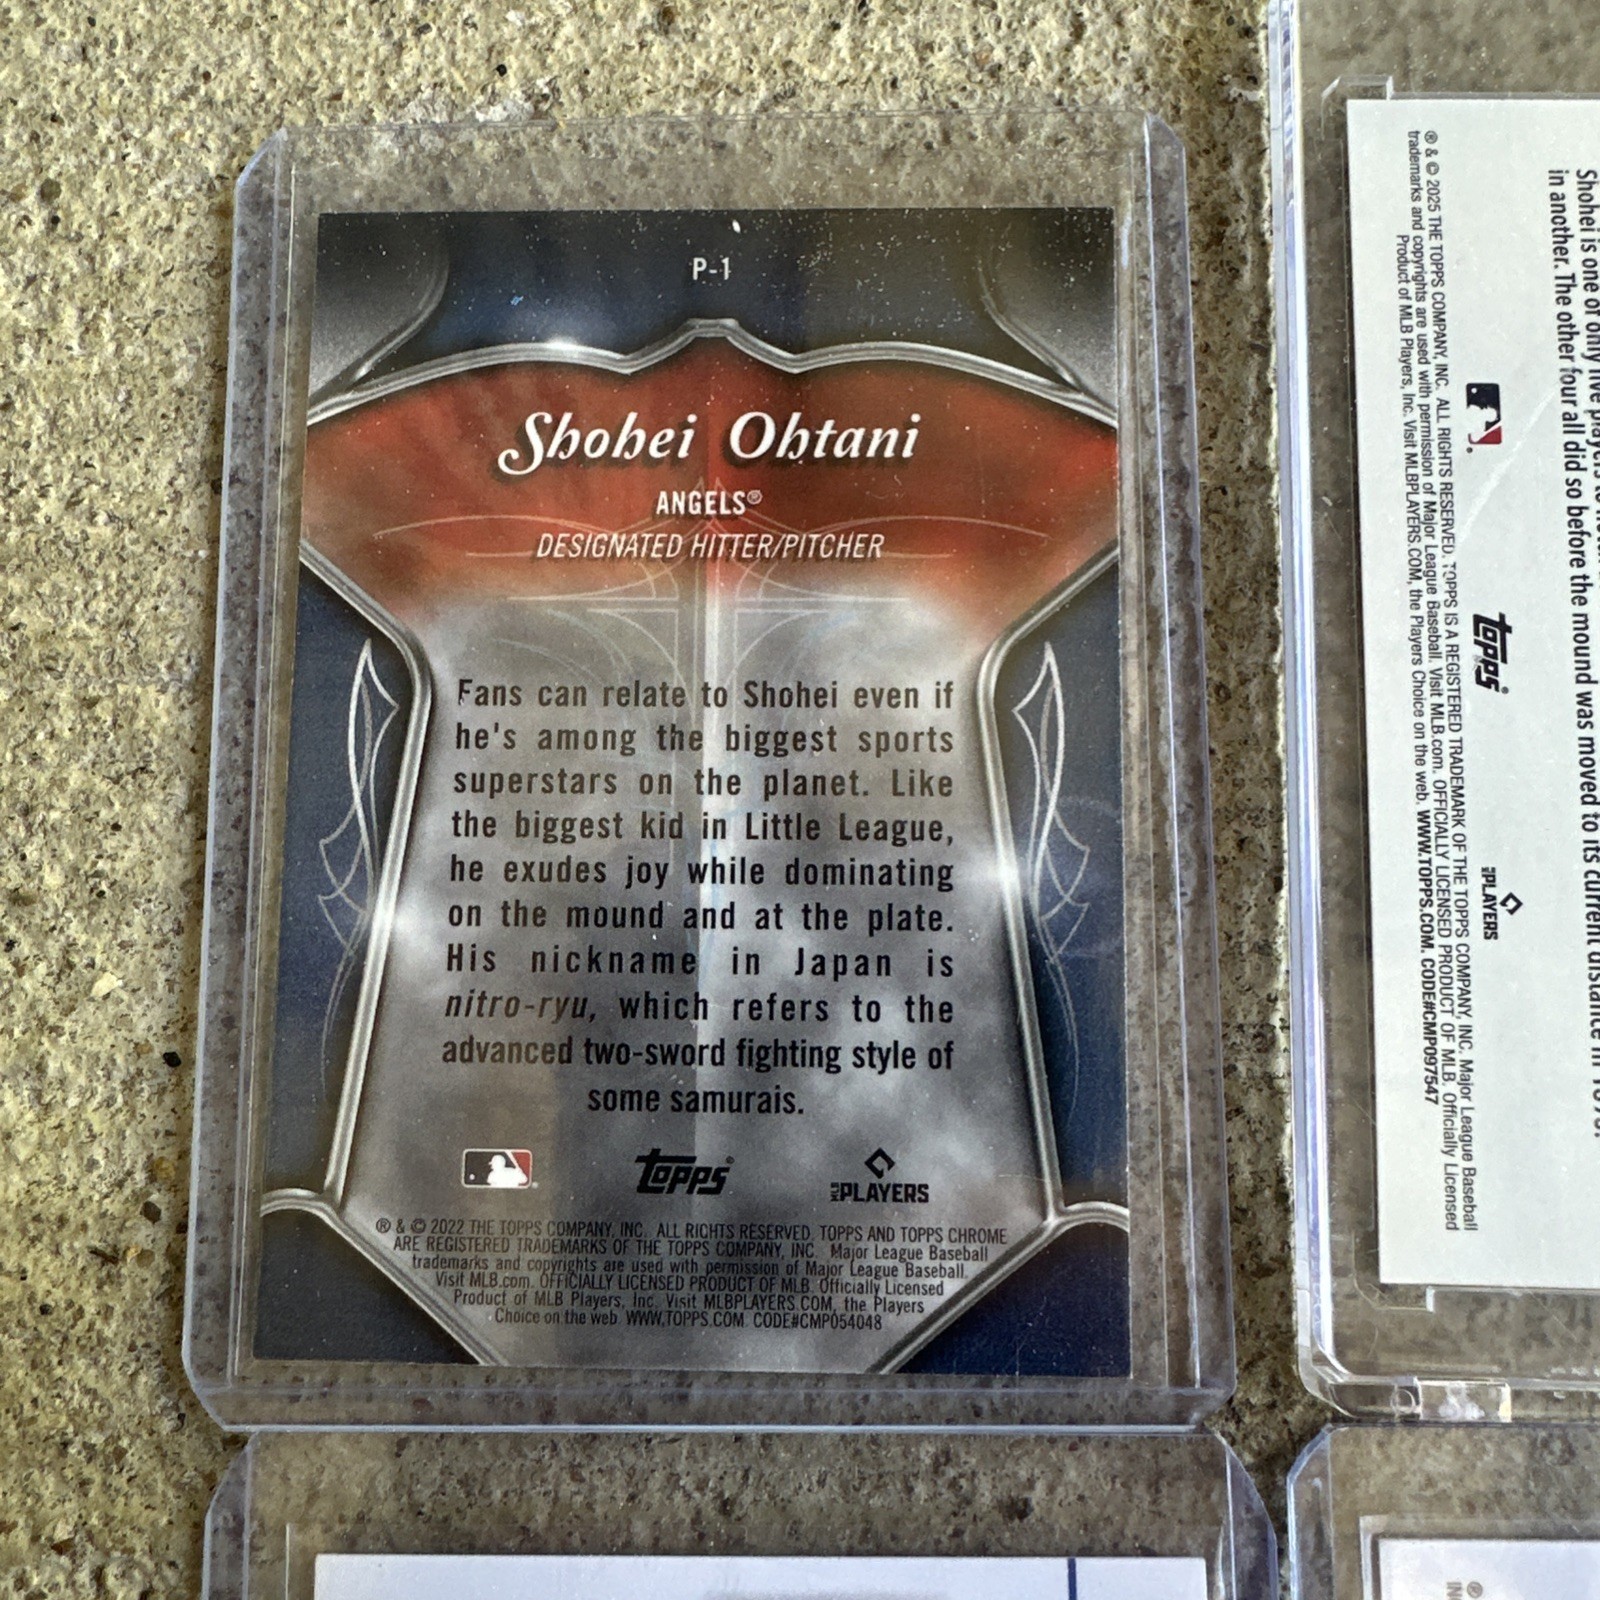 P-1
Shohei Ohtani
ANGELS®
DESIGNATED HITTER/PITCHER
Fans can relate to Shohei even if
he's among the biggest sports
superstars on the planet. Like
the biggest kid in Little League,
he exudes joy while dominating
on the mound and at the plate.
His nickname in Japan is
nitro-ryu, which refers to the
advanced two-sword fighting style of
some samurais.
topps®
MLB PLAYERS
® & © 2022 THE TOPPS COMPANY, INC. ALL RIGHTS RESERVED. TOPPS AND TOPPS CHROME
ARE REGISTERED TRADEMARKS OF THE TOPPS COMPANY, INC. Major League Baseball
trademarks and copyrights are used with permission of Major League Baseball.
Visit MLB.com. OFFICIALLY LICENSED PRODUCT OF MLB. Officially Licensed
Product of MLB Players, Inc. Visit MLBPLAYERS.COM, the Players
Choice on the web. WWW.TOPPS.COM. CODE#CMP054048
Shohei is one of only five players to
in another. The other four all did so before the mound was moved to its current distance in
topps®
MLB PLAYERS
® & © 2025 THE TOPPS COMPANY, INC. ALL RIGHTS RESERVED. TOPPS IS A REGISTERED TRADEMARK OF THE TOPPS COMPANY, INC. Major League Baseball
trademarks and copyrights are used with permission of Major League Baseball. Visit MLB.com. OFFICIALLY LICENSED PRODUCT OF MLB. Officially Licensed
Product of MLB Players, Inc. Visit MLBPLAYERS.COM, the Players Choice on the web. WWW.TOPPS.COM. CODE#CMP097547